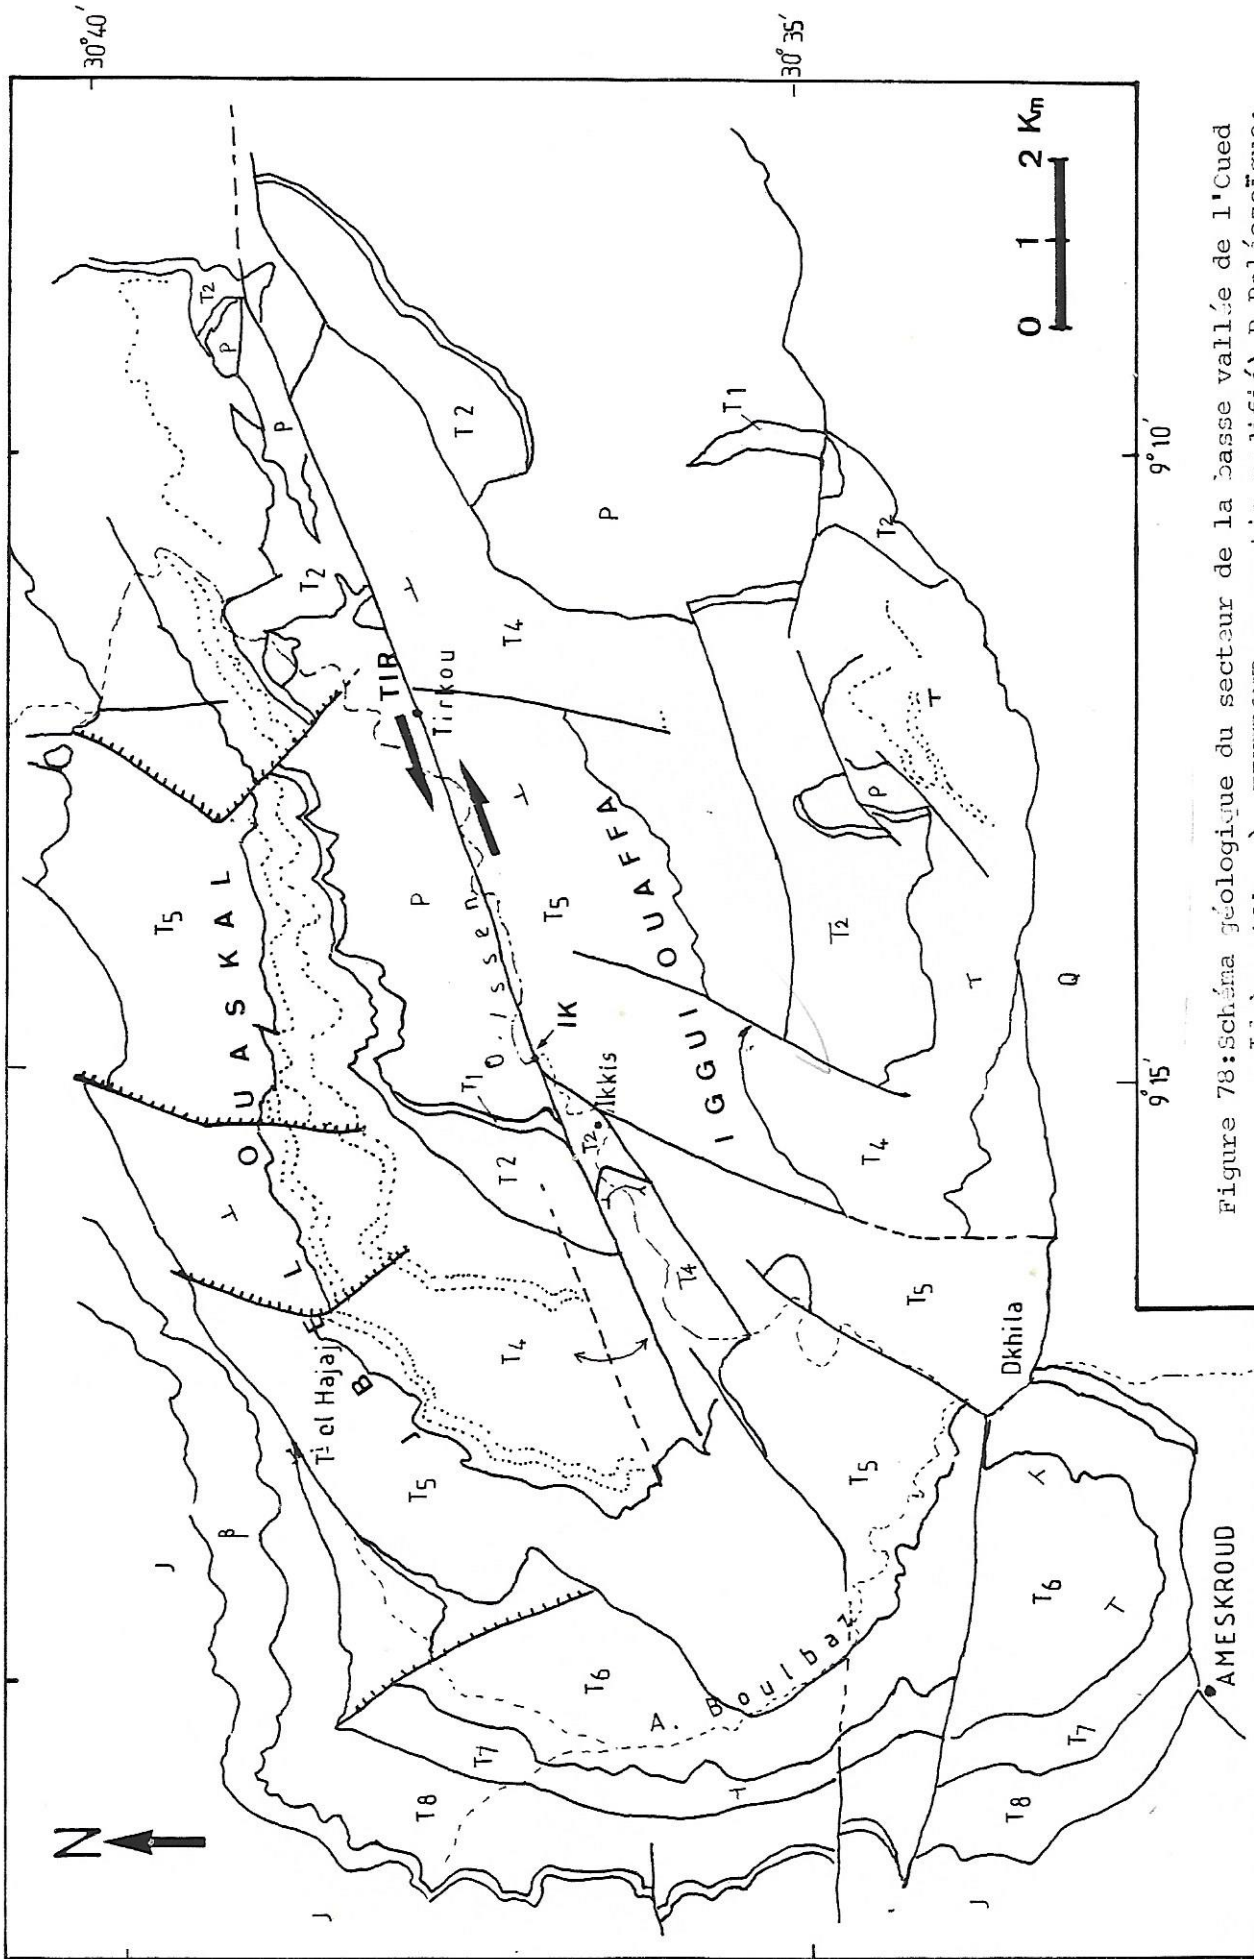 N
30°40'
30°35'
9°10'
9°15'
0 1 2 Km
J
β
J
T8
T7
T6
T5
T4
T2
T1
P
T5
T2
P
T2
P
T2
T4
T1
P
T2
T5
T2
P
T4
T2
T4
T5
T5
T6
T7
T8
J
Q
JBEL OUASKAL
T1 el Hajaj
O. Issen
TIR
Tirkou
IK
Ikkis
IGGUI OUAFFA
A. Boulbaz
Dkhila
AMESKROUD
Figure 78:Schéma géologique du secteur de la basse vallée de l'Oued